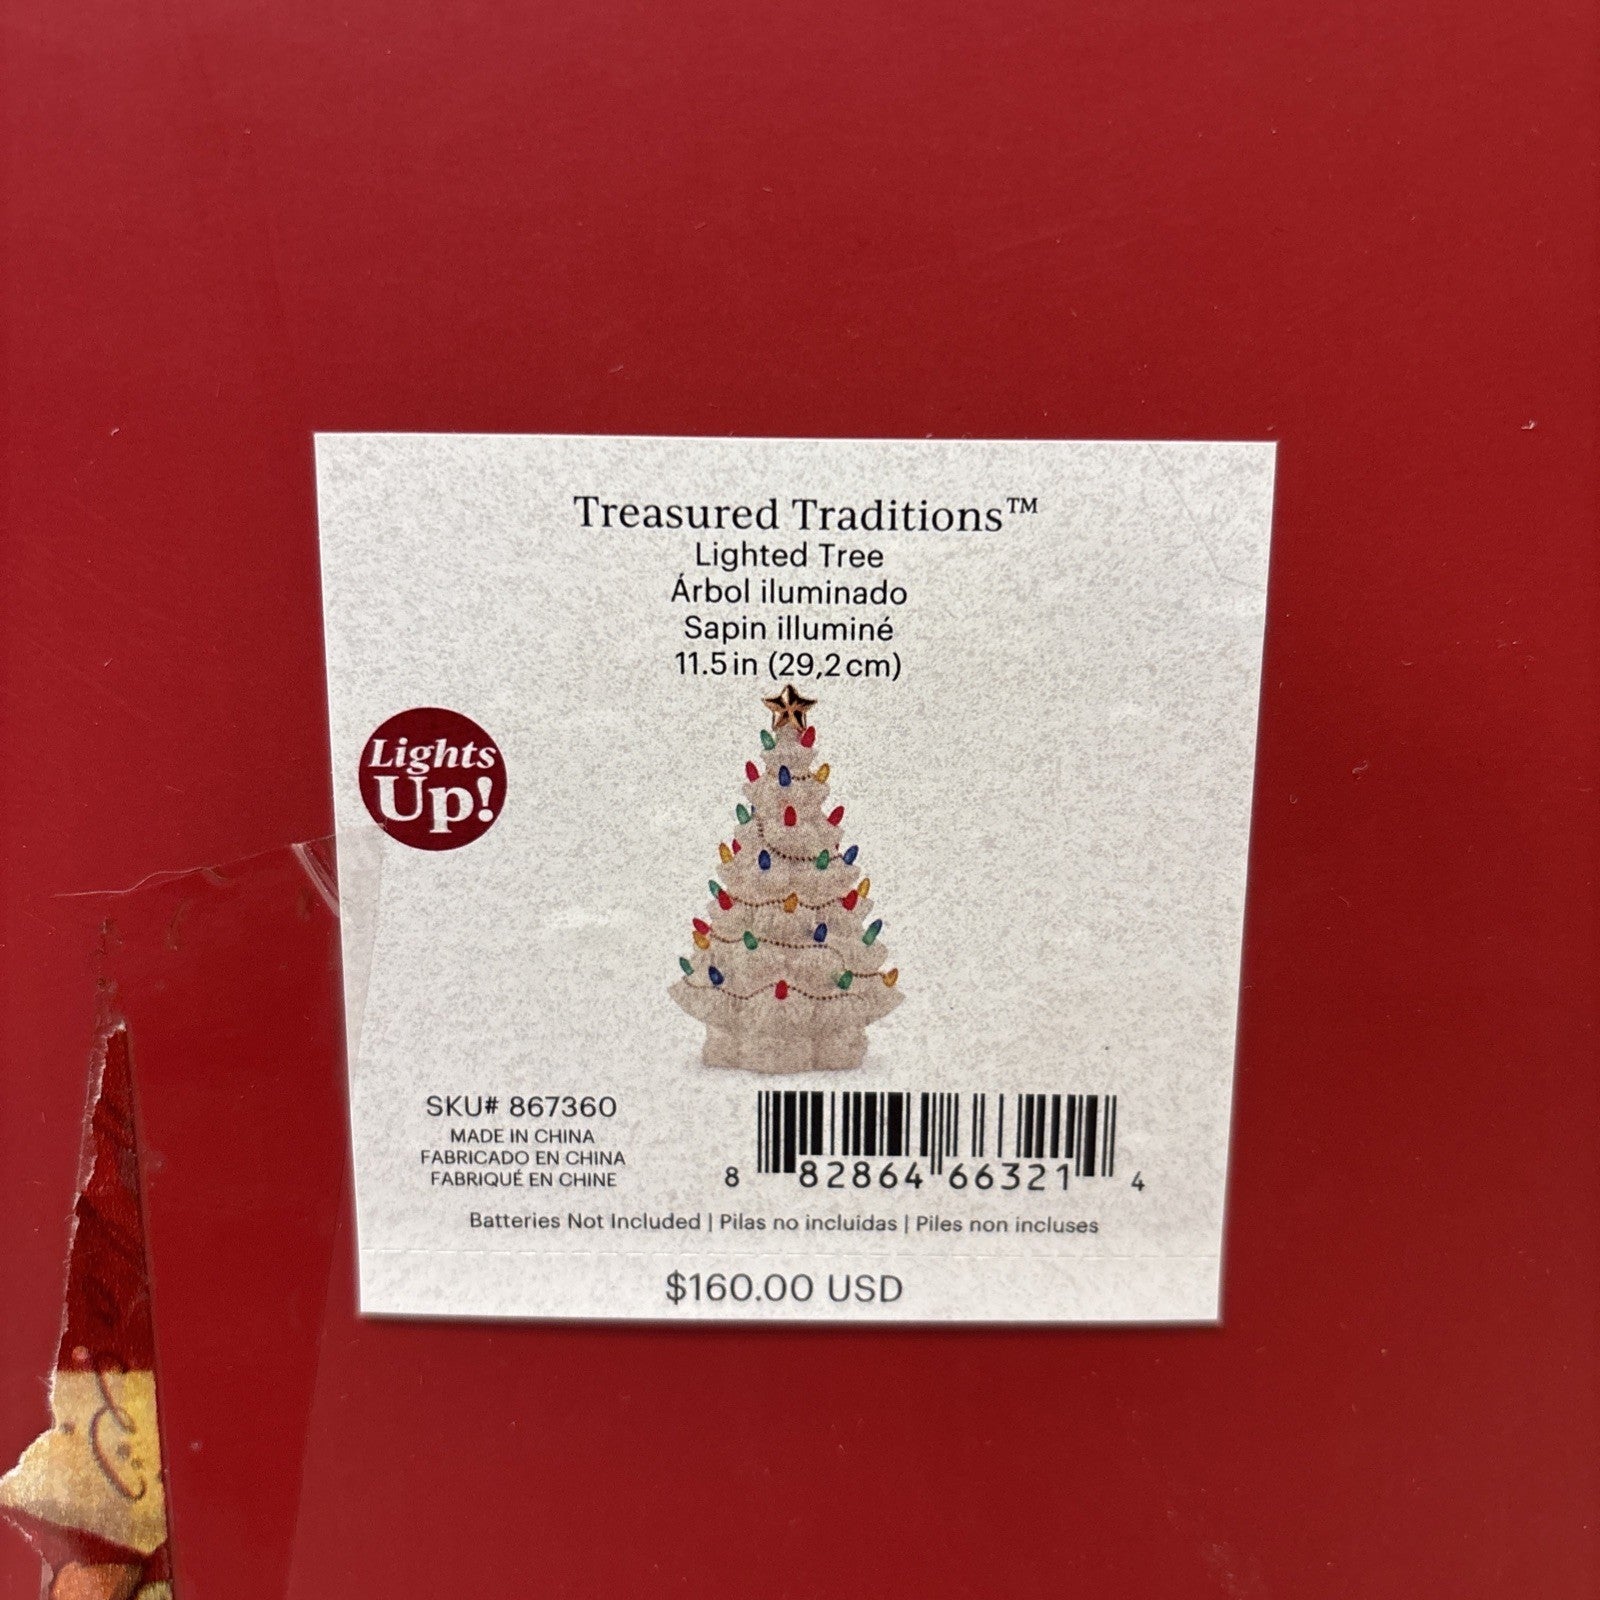 Treasured Traditions™
Lighted Tree
Árbol iluminado
Sapin illuminé
11.5 in (29,2 cm)
Lights
Up!
SKU# 867360
MADE IN CHINA
FABRICADO EN CHINA
FABRIQUÉ EN CHINE
8 82864 66321 4
Batteries Not Included | Pilas no incluidas | Piles non incluses
$160.00 USD